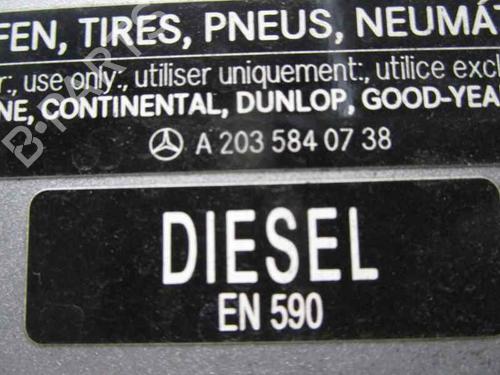 FEN, TIRES, PNEUS, NEUMÁ
r:, use only:, utiliser uniquement:, utilice excl
NE, CONTINENTAL, DUNLOP, GOOD-YEA
A 203 584 07 38
DIESEL
EN 590